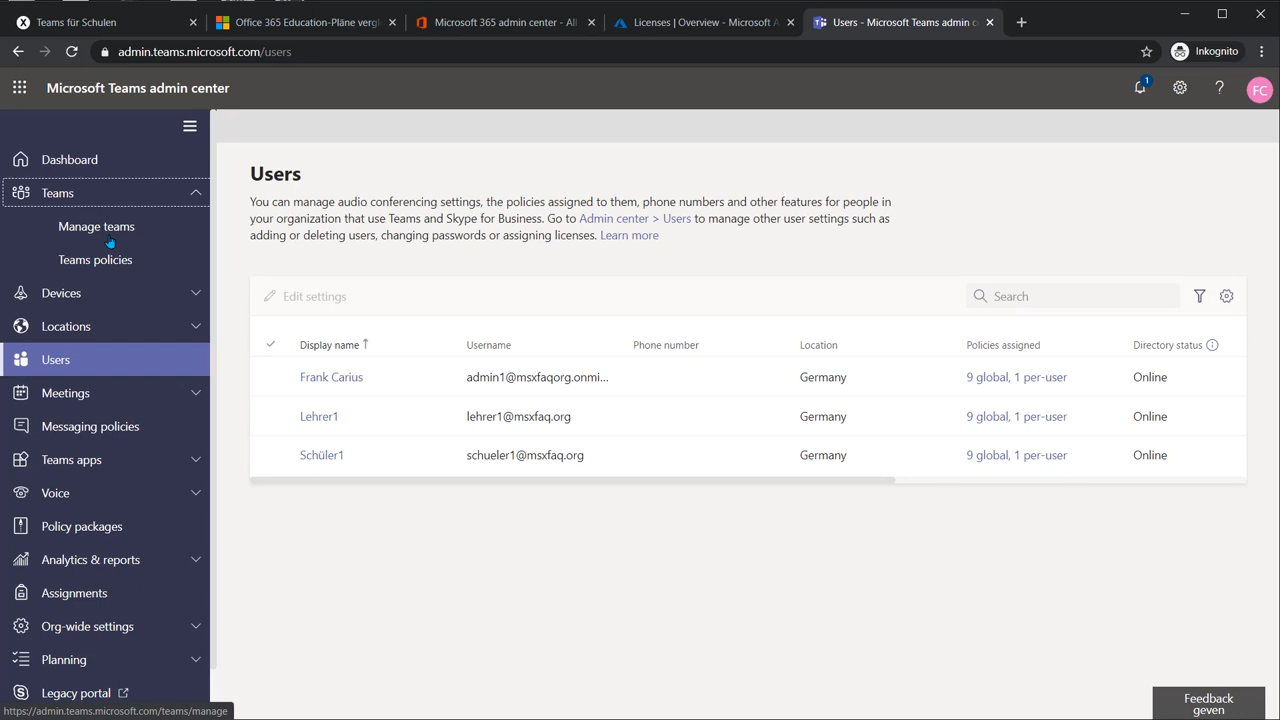 Teams für Schulen
Office 365 Education-Pläne vergl
Microsoft 365 admin center - All
Licenses | Overview - Microsoft A
Users - Microsoft Teams admin c
admin.teams.microsoft.com/users
Inkognito
Microsoft Teams admin center
1
FC
Dashboard
Teams
Manage teams
Teams policies
Devices
Locations
Users
Meetings
Messaging policies
Teams apps
Voice
Policy packages
Analytics & reports
Assignments
Org-wide settings
Planning
Legacy portal
https://admin.teams.microsoft.com/teams/manage
Users
You can manage audio conferencing settings, the policies assigned to them, phone numbers and other features for people in
your organization that use Teams and Skype for Business. Go to Admin center > Users to manage other user settings such as
adding or deleting users, changing passwords or assigning licenses. Learn more
Edit settings
Search
Display name ↑ Username Phone number Location Policies assigned Directory status
Frank Carius admin1@msxfaqorg.onmi... Germany 9 global, 1 per-user Online
Lehrer1 lehrer1@msxfaq.org Germany 9 global, 1 per-user Online
Schüler1 schueler1@msxfaq.org Germany 9 global, 1 per-user Online
Feedback
geven